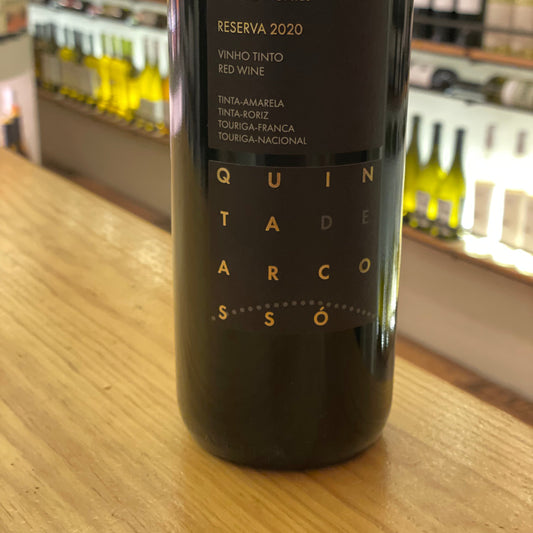 RESERVA 2020
VINHO TINTO
RED WINE
TINTA-AMARELA
TINTA-RORIZ
TOURIGA-FRANCA
TOURIGA-NACIONAL
QUIN
TADE
ARCO
SSÓ